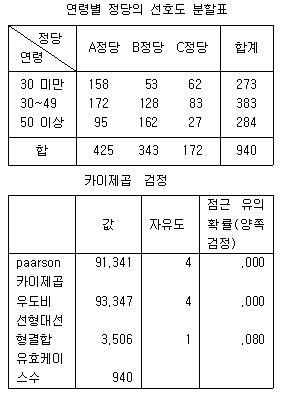 연령별 정당의 선호도 분할표
정당 A정당 B정당 C정당 합계
연령
30 미만 158 53 62 273
30~49 172 128 83 383
50 이상 95 162 27 284
합 425 343 172 940
카이제곱 검정
값 자유도 점근 유의
확률(양쪽
검정)
paarson 91,341 4 ,000
카이제곱
우도비 93,347 4 ,000
선형대선
형결합 3,506 1 ,080
유효케이
스수 940